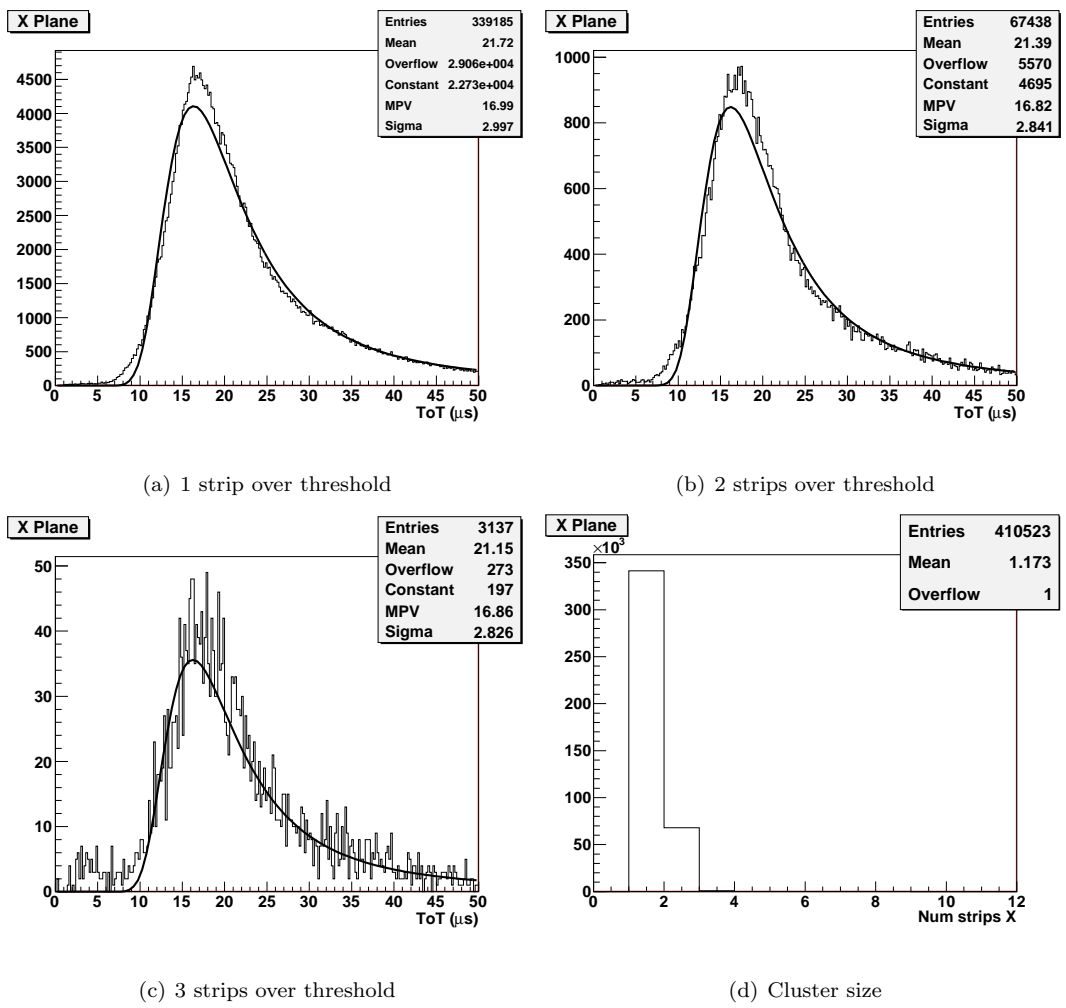 X Plane
Entries 339185
Mean 21.72
Overflow 2.906e+004
Constant 2.273e+004
MPV 16.99
Sigma 2.997
4500
4000
3500
3000
2500
2000
1500
1000
500
0
0 5 10 15 20 25 30 35 40 45 50
ToT (μs)
(a) 1 strip over threshold
X Plane
Entries 67438
Mean 21.39
Overflow 5570
Constant 4695
MPV 16.82
Sigma 2.841
1000
800
600
400
200
0
0 5 10 15 20 25 30 35 40 45 50
ToT (μs)
(b) 2 strips over threshold
X Plane
Entries 3137
Mean 21.15
Overflow 273
Constant 197
MPV 16.86
Sigma 2.826
50
40
30
20
10
0
0 5 10 15 20 25 30 35 40 45 50
ToT (μs)
(c) 3 strips over threshold
X Plane
Entries 410523
Mean 1.173
Overflow 1
×10³
350
300
250
200
150
100
50
0
0 2 4 6 8 10 12
Num strips X
(d) Cluster size